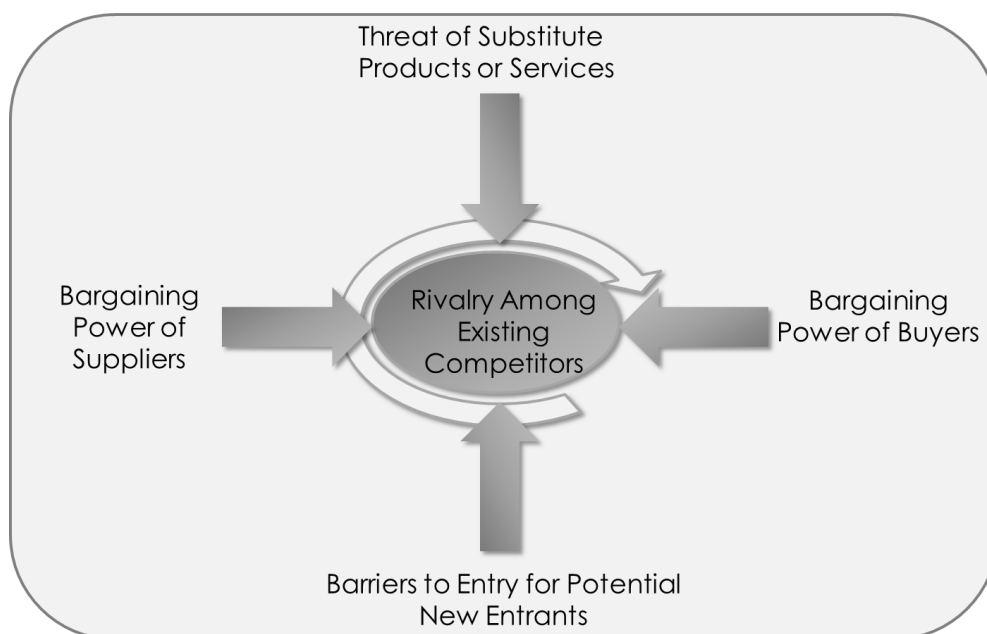 Threat of Substitute
Products or Services
Bargaining
Power of
Suppliers
Rivalry Among
Existing
Competitors
Bargaining
Power of Buyers
Barriers to Entry for Potential
New Entrants